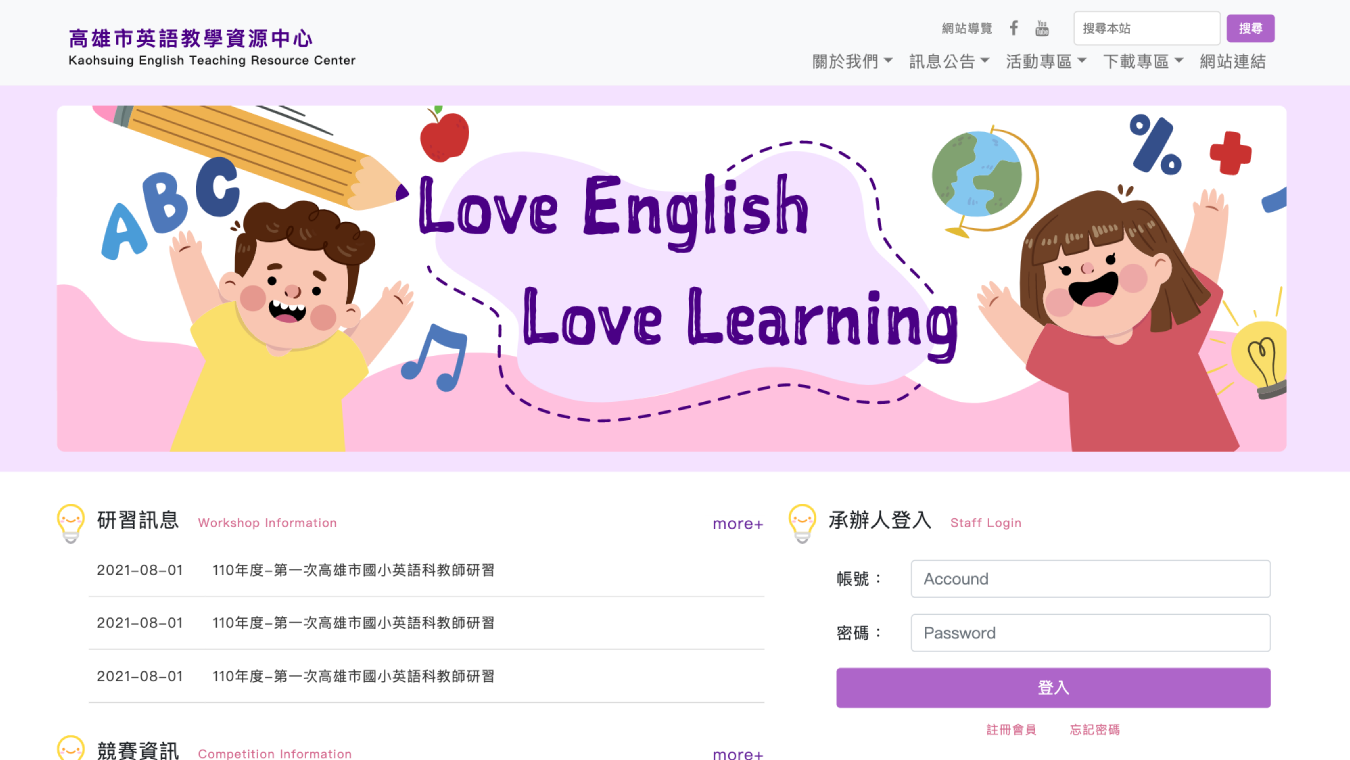 高雄市英語教學資源中心
Kaohsuing English Teaching Resource Center
網站導覽
You Tube
搜尋本站
搜尋
關於我們 訊息公告 活動專區 下載專區 網站連結
ABC
%
Love English
Love Learning
研習訊息 Workshop Information more+
2021-08-01 110年度-第一次高雄市國小英語科教師研習
2021-08-01 110年度-第一次高雄市國小英語科教師研習
2021-08-01 110年度-第一次高雄市國小英語科教師研習
競賽資訊 Competition Information more+
承辦人登入 Staff Login
帳號： Accound
密碼： Password
登入
註冊會員 忘記密碼